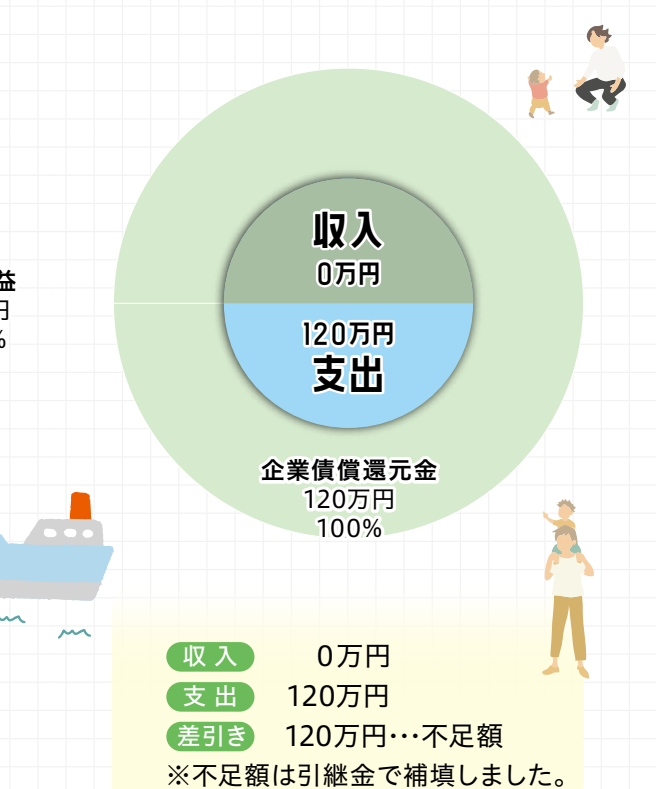 益
円
%
収入
0万円
120万円
支出
企業債償還元金
120万円
100%
収入 0万円
支出 120万円
差引き 120万円…不足額
※不足額は引継金で補填しました。